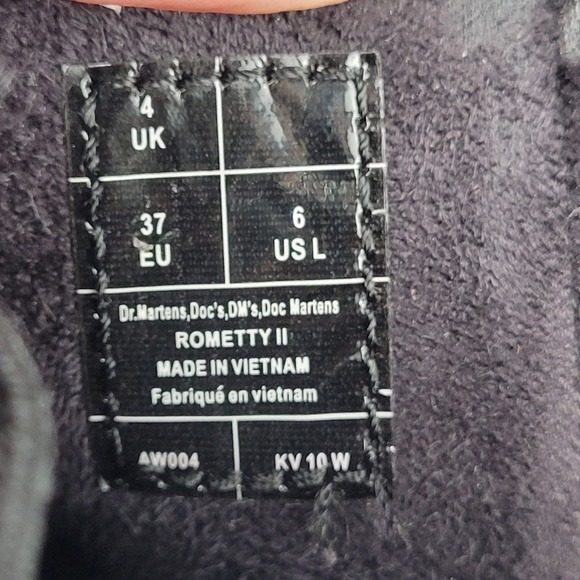 4
UK
37
EU
6
US L
Dr.Martens,Doc's,DM's,Doc Martens
ROMETTY II
MADE IN VIETNAM
Fabriqué en vietnam
AW004
KV 10 W